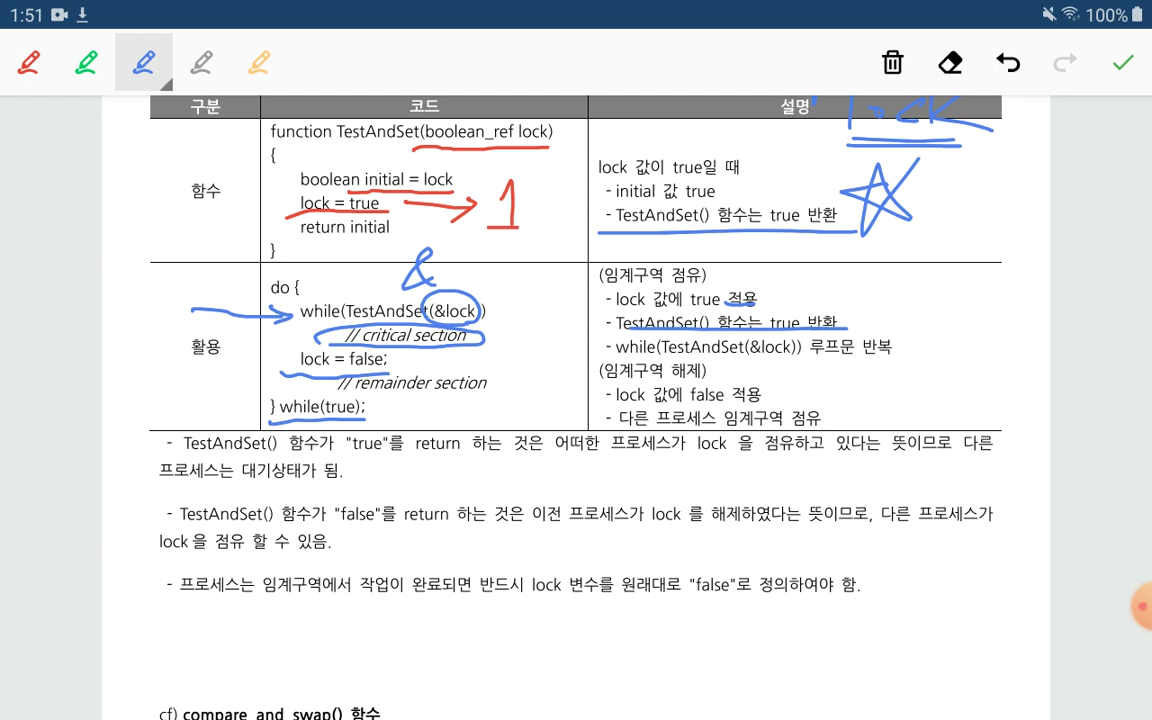 1:51 100%
구분 코드 설명 lock
함수
function TestAndSet(boolean_ref lock)
{
boolean initial = lock
lock = true → 1
return initial
}
lock 값이 true일 때
- initial 값 true
- TestAndSet() 함수는 true 반환
활용
&
do {
while(TestAndSet(&lock))
// critical section
lock = false;
// remainder section
} while(true);
(임계구역 점유)
- lock 값에 true 적용
- TestAndSet() 함수는 true 반환
- while(TestAndSet(&lock)) 루프문 반복
(임계구역 해제)
- lock 값에 false 적용
- 다른 프로세스 임계구역 점유
- TestAndSet() 함수가 "true"를 return 하는 것은 어떠한 프로세스가 lock 을 점유하고 있다는 뜻이므로 다른
프로세스는 대기상태가 됨.
- TestAndSet() 함수가 "false"를 return 하는 것은 이전 프로세스가 lock 를 해제하였다는 뜻이므로, 다른 프로세스가
lock을 점유 할 수 있음.
- 프로세스는 임계구역에서 작업이 완료되면 반드시 lock 변수를 원래대로 "false"로 정의하여야 함.
cf) compare_and_swap() 함수